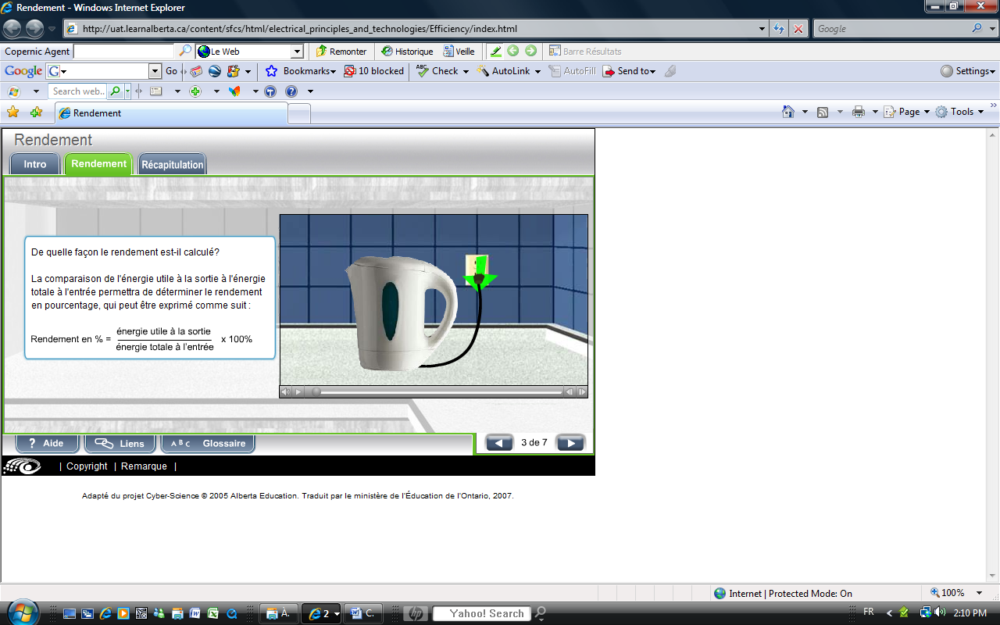 Rendement - Windows Internet Explorer
http://uat.learnalberta.ca/content/sfcs/html/electrical_principles_and_technologies/Efficiency/index.html
Google
Copernic Agent Le Web Remonter Historique Veille Barre Résultats
Google G Go Bookmarks 10 blocked ABC Check AutoLink AutoFill Send to Settings
Search web..
Rendement Page Tools
Rendement
Intro Rendement Récapitulation
De quelle façon le rendement est-il calculé?
La comparaison de l'énergie utile à la sortie à l'énergie
totale à l'entrée permettra de déterminer le rendement
en pourcentage, qui peut être exprimé comme suit :
énergie utile à la sortie
Rendement en % = x 100%
énergie totale à l'entrée
? Aide Liens A B C Glossaire 3 de 7
| Copyright | Remarque |
Adapté du projet Cyber-Science © 2005 Alberta Education. Traduit par le ministère de l'Éducation de l'Ontario, 2007.
Internet | Protected Mode: On 100%
À. 2 C. hp Yahoo! Search FR 2:10 PM